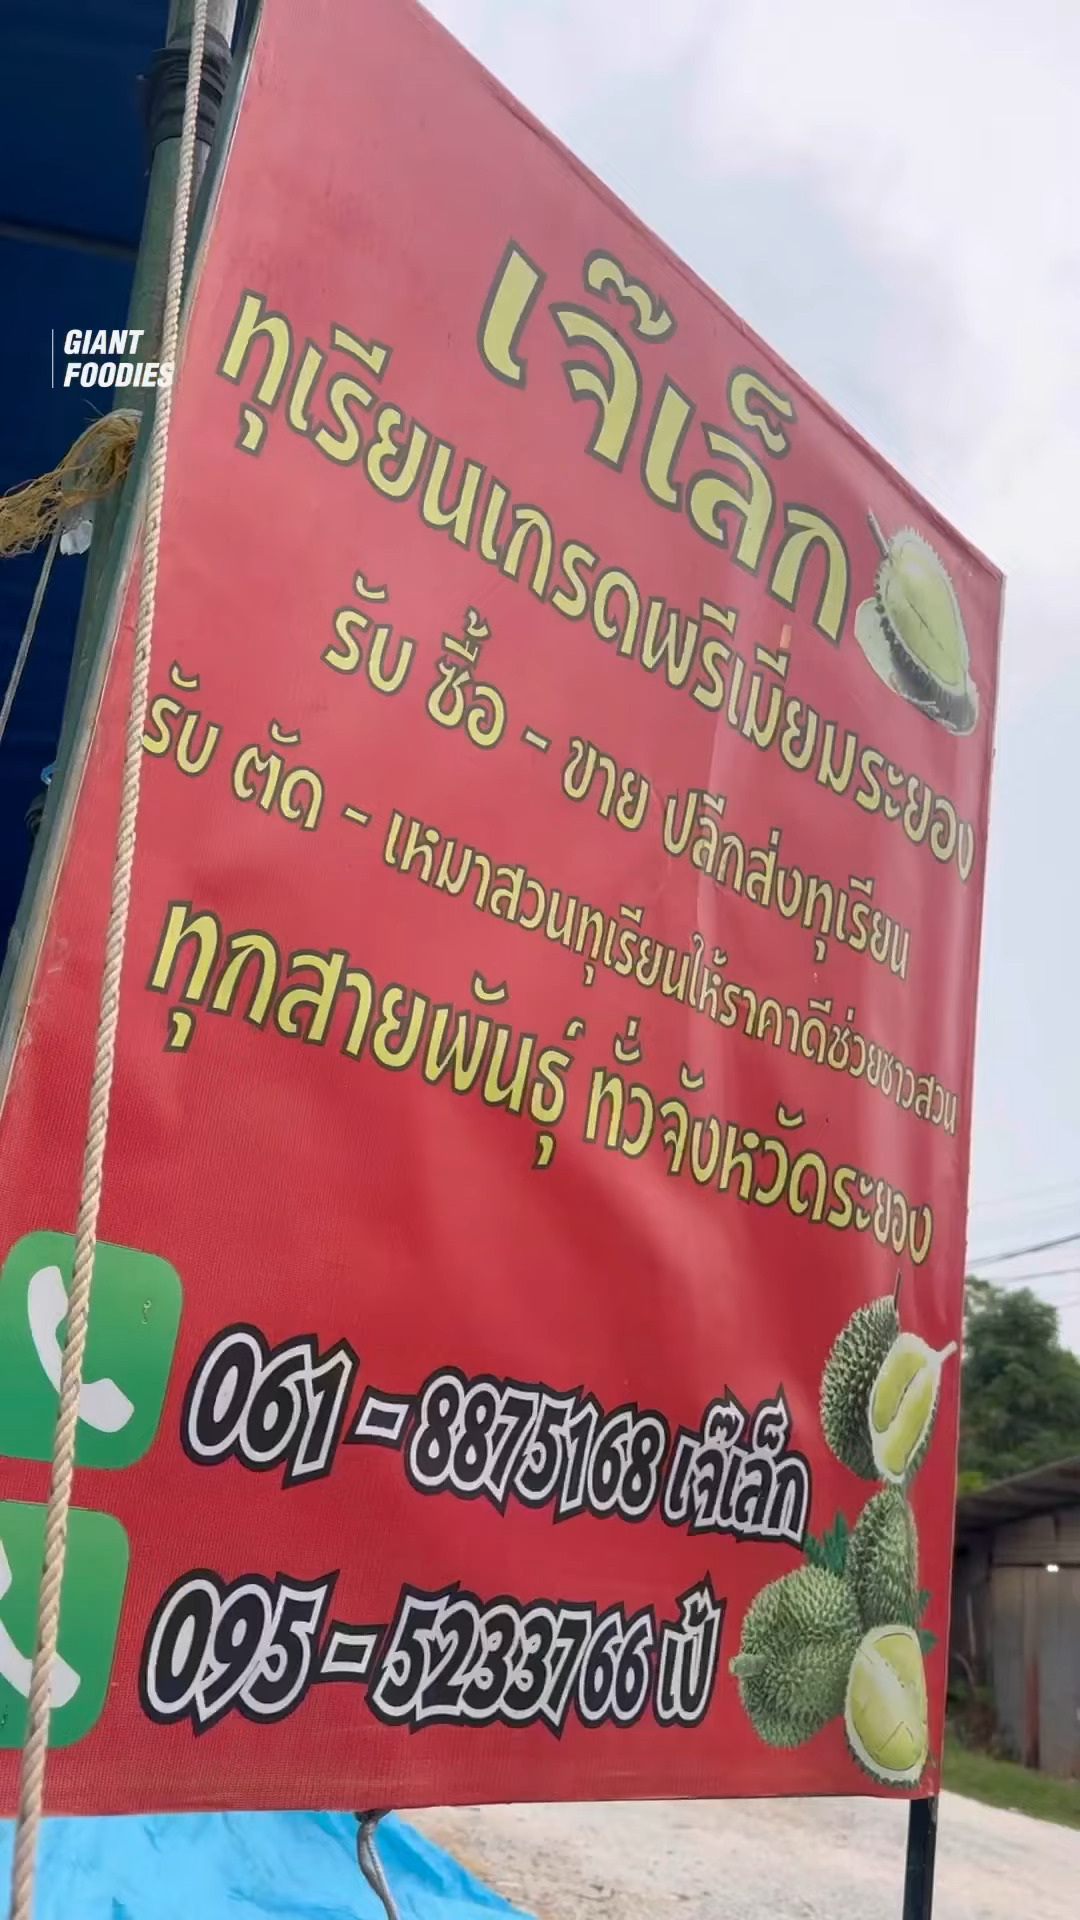 GIANT
FOODIES
เจ๊เล็ก
ทุเรียนเกรดพรีเมี่ยมระยอง
รับ ซื้อ - ขาย ปลีกส่งทุเรียน
รับ ตัด - เหมาสวนทุเรียนให้ราคาดีช่วยชาวสวน
ทุกสายพันธุ์ ทั่วจังหวัดระยอง
061-8875168 เจ๊เล็ก
095-5233766 เป้